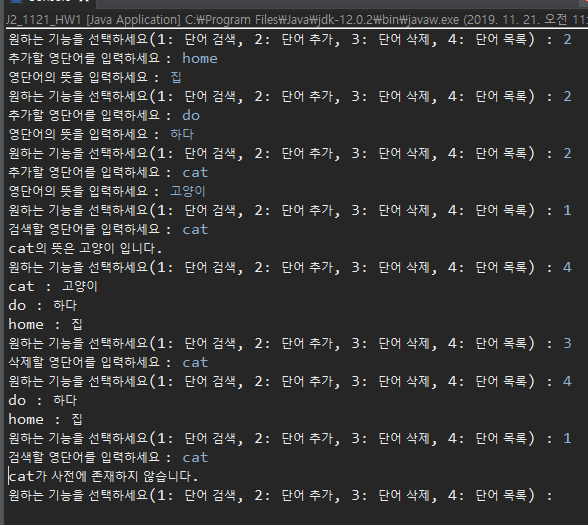 J2_1121_HW1 [Java Application] C:₩Program Files₩Java₩jdk-12.0.2₩bin₩javaw.exe (2019. 11. 21. 오전 11:
원하는 기능을 선택하세요(1: 단어 검색, 2: 단어 추가, 3: 단어 삭제, 4: 단어 목록) : 2
추가할 영단어를 입력하세요 : home
영단어의 뜻을 입력하세요 : 집
원하는 기능을 선택하세요(1: 단어 검색, 2: 단어 추가, 3: 단어 삭제, 4: 단어 목록) : 2
추가할 영단어를 입력하세요 : do
영단어의 뜻을 입력하세요 : 하다
원하는 기능을 선택하세요(1: 단어 검색, 2: 단어 추가, 3: 단어 삭제, 4: 단어 목록) : 2
추가할 영단어를 입력하세요 : cat
영단어의 뜻을 입력하세요 : 고양이
원하는 기능을 선택하세요(1: 단어 검색, 2: 단어 추가, 3: 단어 삭제, 4: 단어 목록) : 1
검색할 영단어를 입력하세요 : cat
cat의 뜻은 고양이 입니다.
원하는 기능을 선택하세요(1: 단어 검색, 2: 단어 추가, 3: 단어 삭제, 4: 단어 목록) : 4
cat : 고양이
do : 하다
home : 집
원하는 기능을 선택하세요(1: 단어 검색, 2: 단어 추가, 3: 단어 삭제, 4: 단어 목록) : 3
삭제할 영단어를 입력하세요 : cat
원하는 기능을 선택하세요(1: 단어 검색, 2: 단어 추가, 3: 단어 삭제, 4: 단어 목록) : 4
do : 하다
home : 집
원하는 기능을 선택하세요(1: 단어 검색, 2: 단어 추가, 3: 단어 삭제, 4: 단어 목록) : 1
검색할 영단어를 입력하세요 : cat
cat가 사전에 존재하지 않습니다.
원하는 기능을 선택하세요(1: 단어 검색, 2: 단어 추가, 3: 단어 삭제, 4: 단어 목록) :